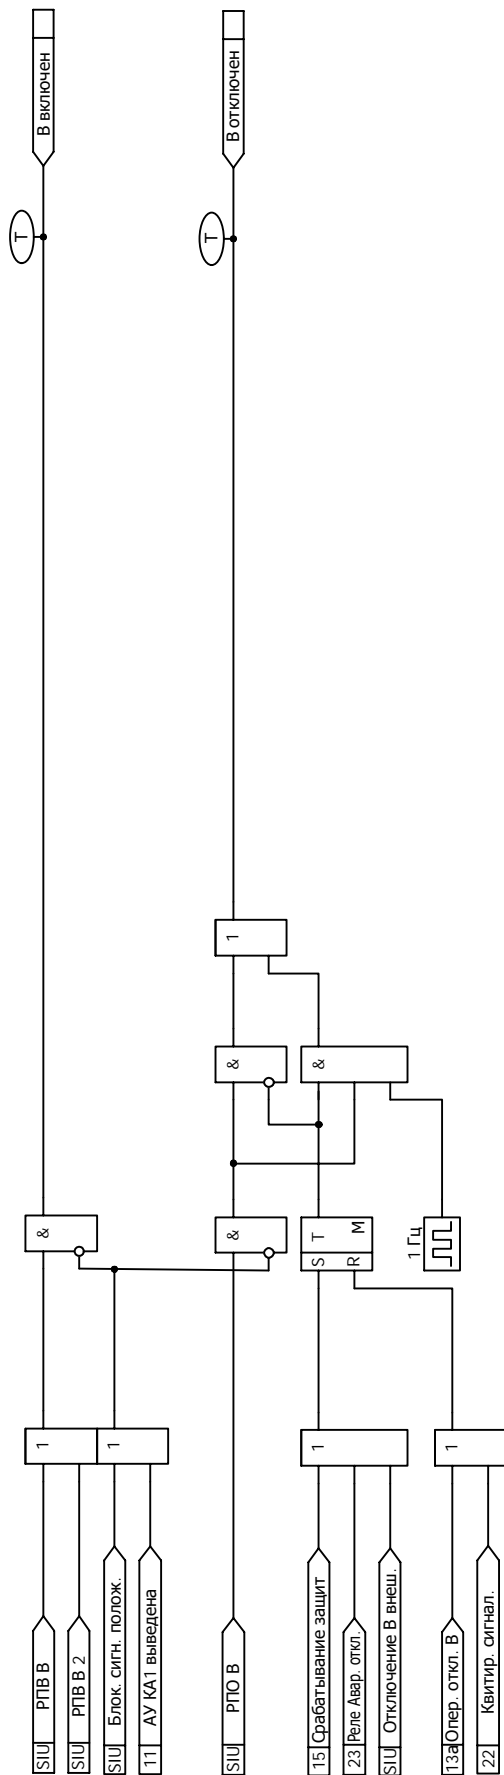 В включен
В отключен
T
T
1
&
&
&
&
1 Гц
S T
R M
1
1
1
1
SIU РПВ В
SIU РПВ В 2
SIU Блок. сигн. полож.
11 АУ КА1 выведена
SIU РПО В
15 Срабатывание защит
23 Реле Авар. откл.
SIU Отключение В внеш.
13а Опер. откл. В
22 Квитир. сигнал.